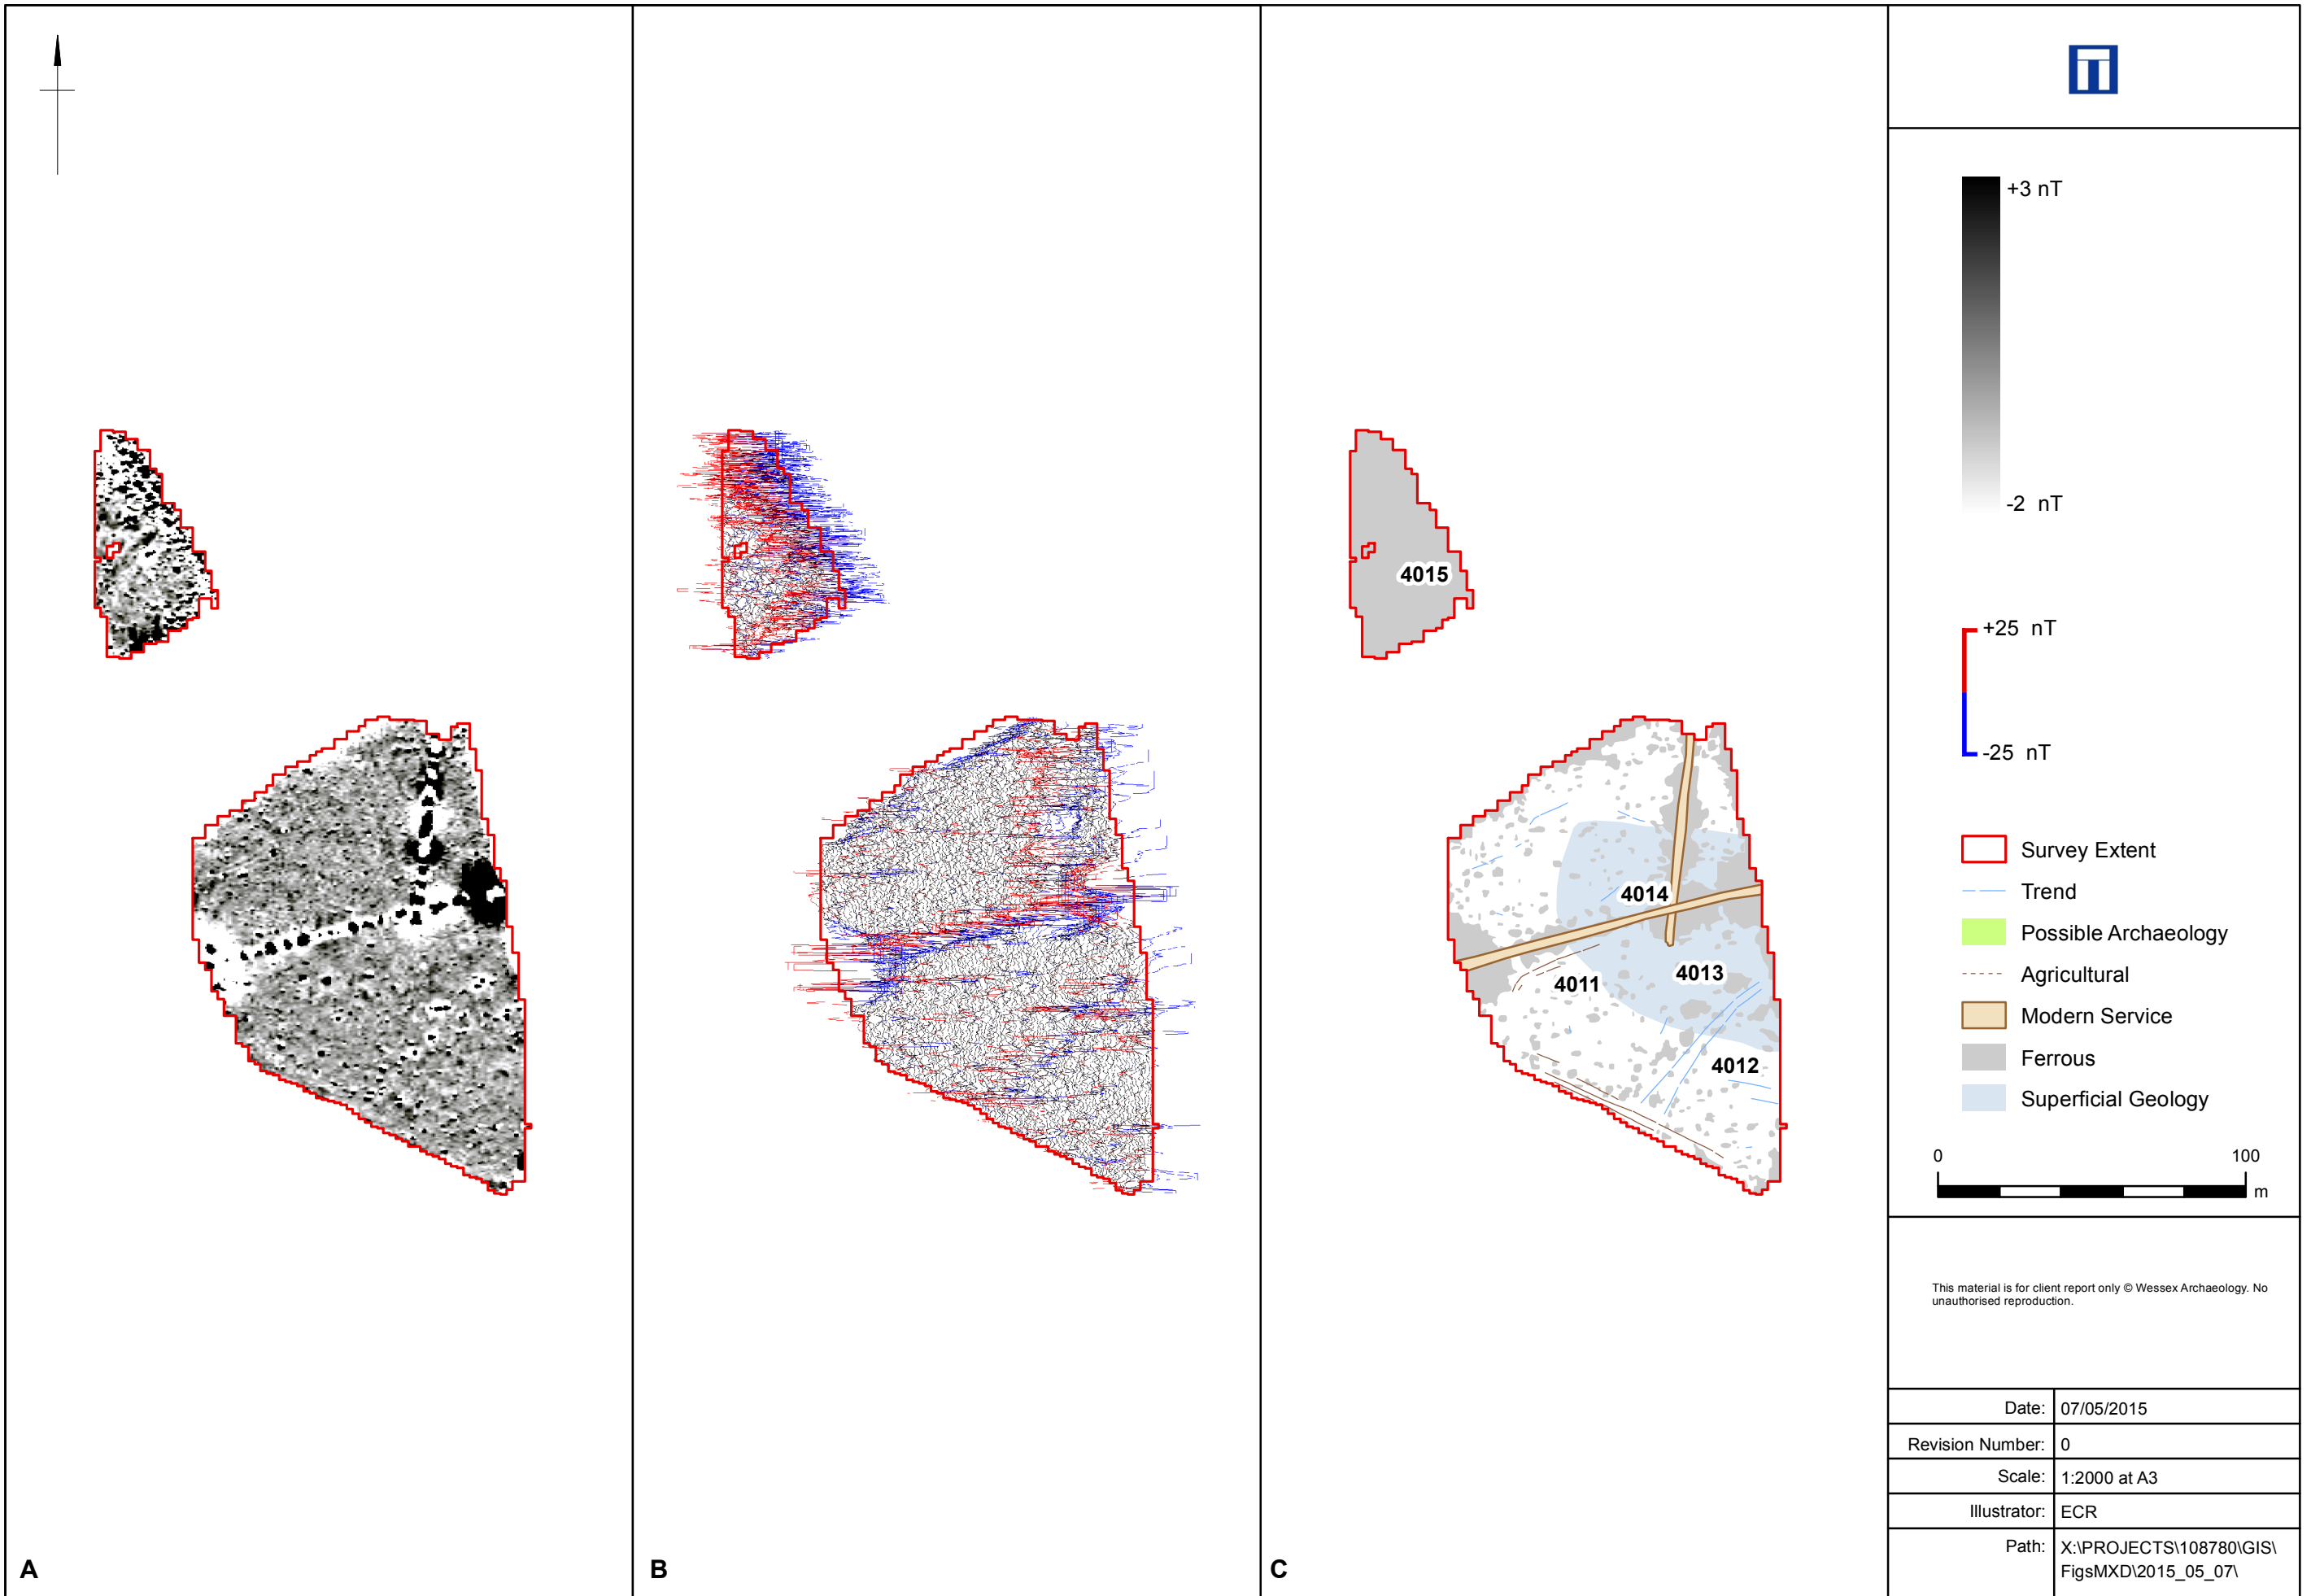 A
B
4015
4014
4013
4011
4012
C
+3 nT
-2 nT
+25 nT
-25 nT
Survey Extent
Trend
Possible Archaeology
Agricultural
Modern Service
Ferrous
Superficial Geology
0 100
m
This material is for client report only © Wessex Archaeology. No
unauthorised reproduction.
Date: 07/05/2015
Revision Number: 0
Scale: 1:2000 at A3
Illustrator: ECR
Path: X:\PROJECTS\108780\GIS\
FigsMXD\2015_05_07\